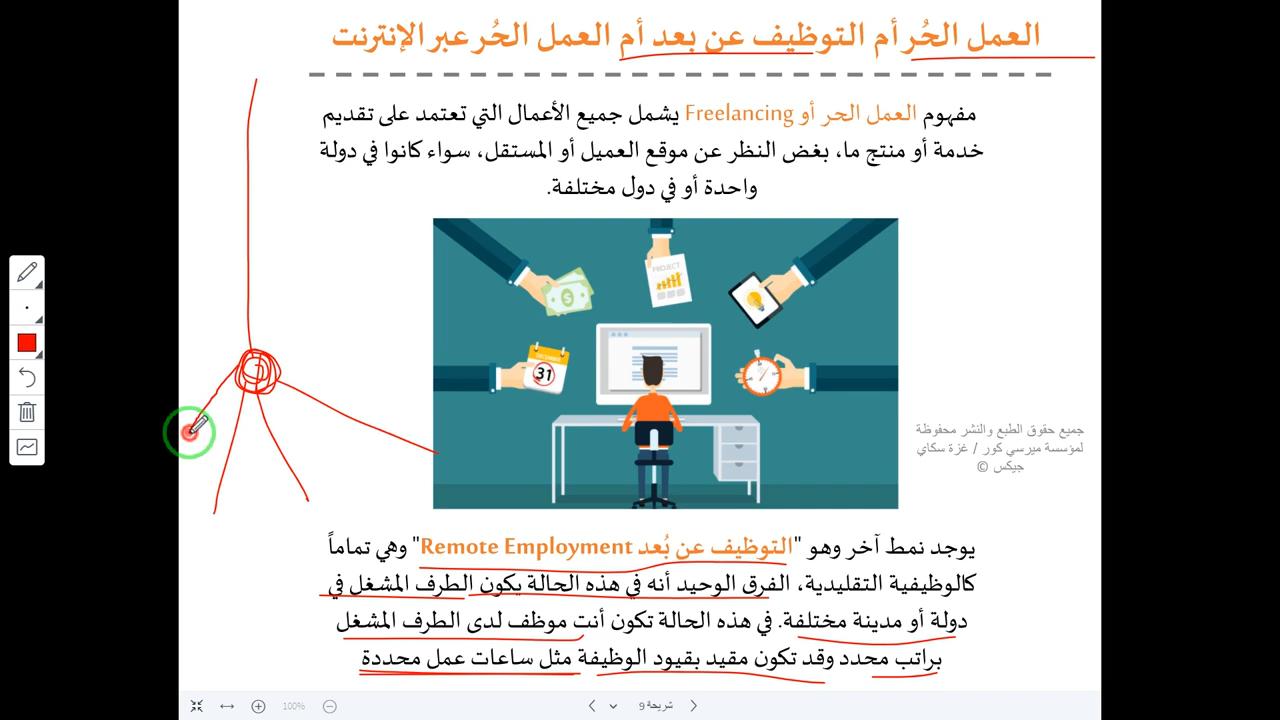 العمل الحُر أم التوظيف عن بعد أم العمل الحُر عبر الإنترنت
مفهوم العمل الحر أو Freelancing يشمل جميع الأعمال التي تعتمد على تقديم
خدمة أو منتج ما، بغض النظر عن موقع العميل أو المستقل، سواء كانوا في دولة
واحدة أو في دول مختلفة.
PROJECT
31
جميع حقوق الطبع والنشر محفوظة
لمؤسسة ميرسي كور / غزة سكاي
جيكس ©
يوجد نمط آخر وهو "التوظيف عن بُعد Remote Employment" وهي تماماً
كالوظيفية التقليدية، الفرق الوحيد أنه في هذه الحالة يكون الطرف المشغل في
دولة أو مدينة مختلفة. في هذه الحالة تكون أنت موظف لدى الطرف المشغل
براتب محدد وقد تكون مقيد بقيود الوظيفة مثل ساعات عمل محددة
100%
شريحة 9